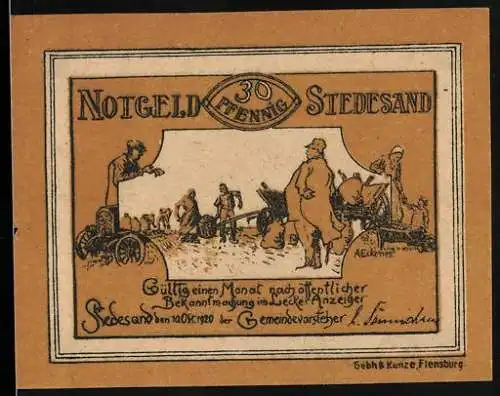 NOTGELD 30 PFENNIG STEDESAND
A Eckener
Gültig einen Monat nach öffentlicher
Bekanntmachung im Lecker Anzeiger
Stedesand den 10.Okt.1920 der Gemeindevorsteher
Gebh & Kunze, Flensburg.